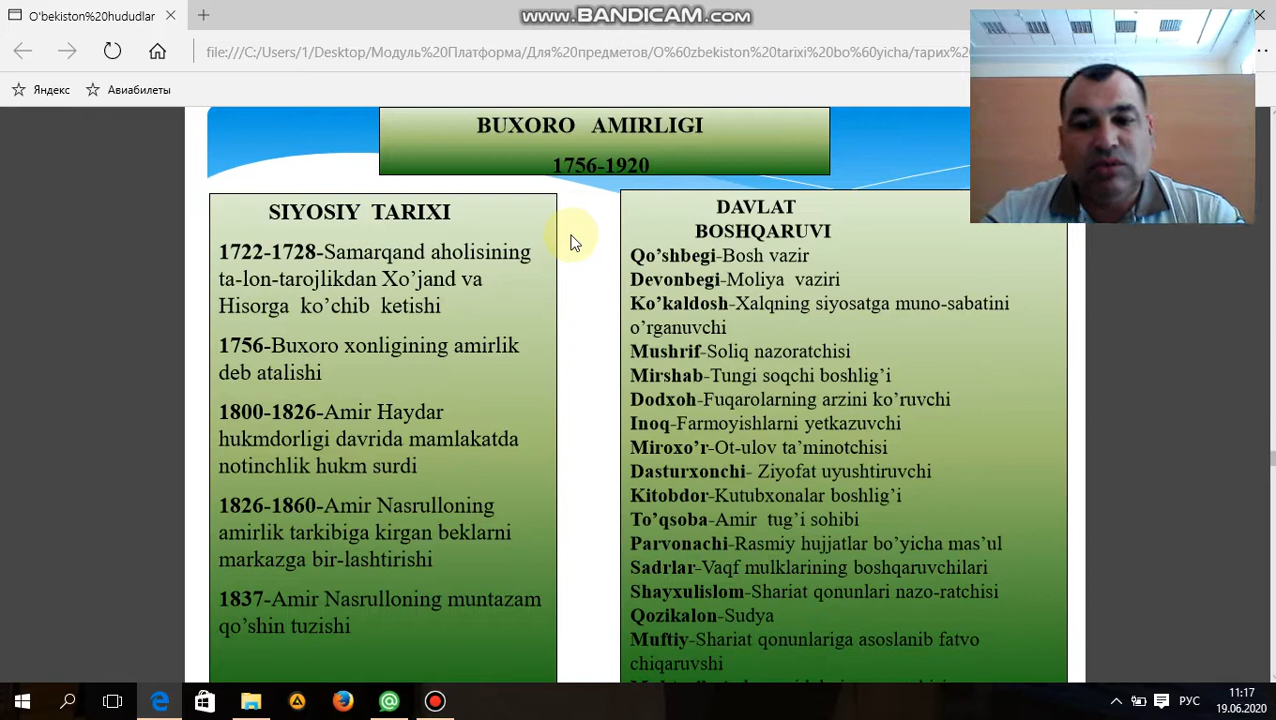 www.BANDICAM.com
O'bekiston%20hududlar
file:///C:/Users/1/Desktop/Модуль%20Платформа/Для%20предметов/O%60zbekiston%20tarixi%20bo%60yicha/тарих%20
Яндекс
Авиабилеты
BUXORO AMIRLIGI
1756-1920
SIYOSIY TARIXI
1722-1728-Samarqand aholisining
ta-lon-tarojlikdan Xo’jand va
Hisorga ko’chib ketishi
1756-Buxoro xonligining amirlik
deb atalishi
1800-1826-Amir Haydar
hukmdorligi davrida mamlakatda
notinchlik hukm surdi
1826-1860-Amir Nasrulloning
amirlik tarkibiga kirgan beklarni
markazga bir-lashtirishi
1837-Amir Nasrulloning muntazam
qo’shin tuzishi
DAVLAT
BOSHQARUVI
Qo’shbegi-Bosh vazir
Devonbegi-Moliya vaziri
Ko’kaldosh-Xalqning siyosatga muno-sabatini
o’rganuvchi
Mushrif-Soliq nazoratchisi
Mirshab-Tungi soqchi boshlig’i
Dodxoh-Fuqarolarning arzini ko’ruvchi
Inoq-Farmoyishlarni yetkazuvchi
Miroxo’r-Ot-ulov ta’minotchisi
Dasturxonchi- Ziyofat uyushtiruvchi
Kitobdor-Kutubxonalar boshlig’i
To’qsoba-Amir tug’i sohibi
Parvonachi-Rasmiy hujjatlar bo’yicha mas’ul
Sadrlar-Vaqf mulklarining boshqaruvchilari
Shayxulislom-Shariat qonunlari nazo-ratchisi
Qozikalon-Sudya
Muftiy-Shariat qonunlariga asoslanib fatvo
chiqaruvshi
РУС
11:17
19.06.2020